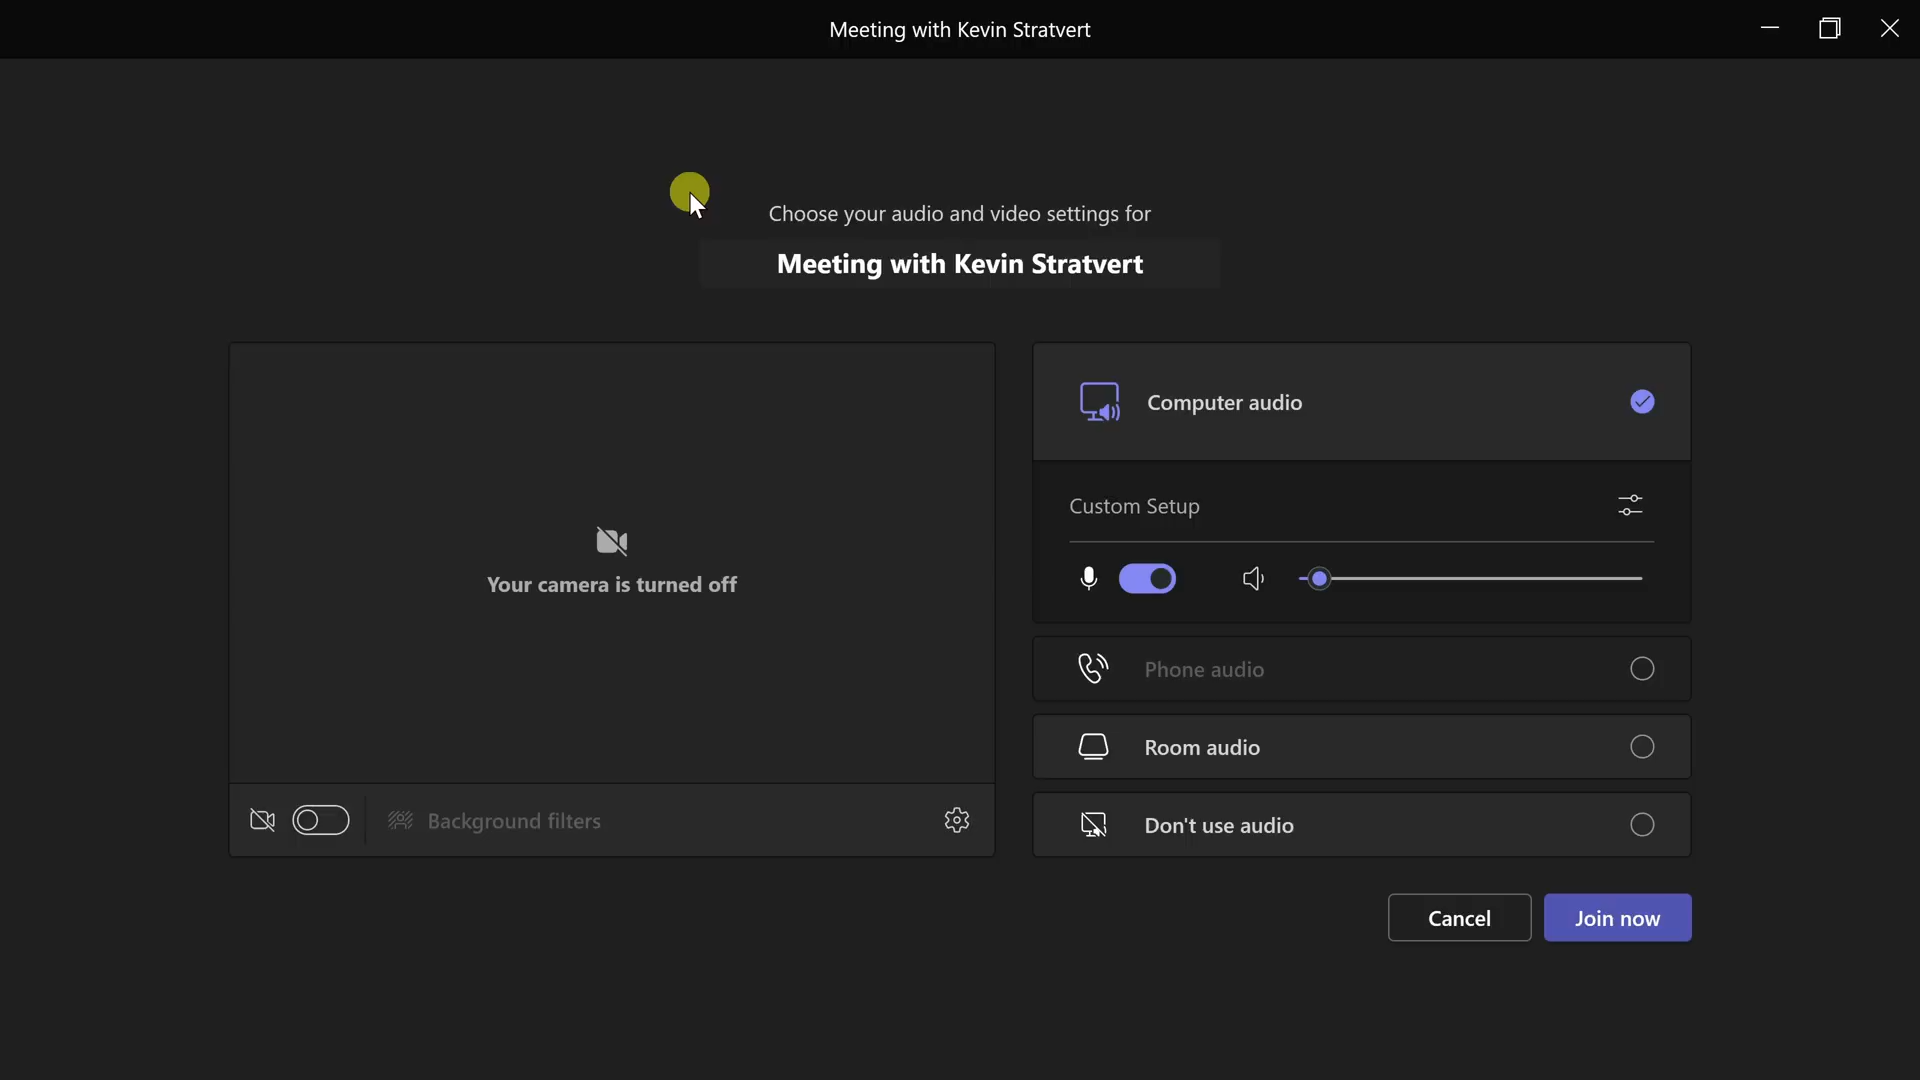 Meeting with Kevin Stratvert
Choose your audio and video settings for
Meeting with Kevin Stratvert
Your camera is turned off
Background filters
Computer audio
Custom Setup
Phone audio
Room audio
Don't use audio
Cancel
Join now